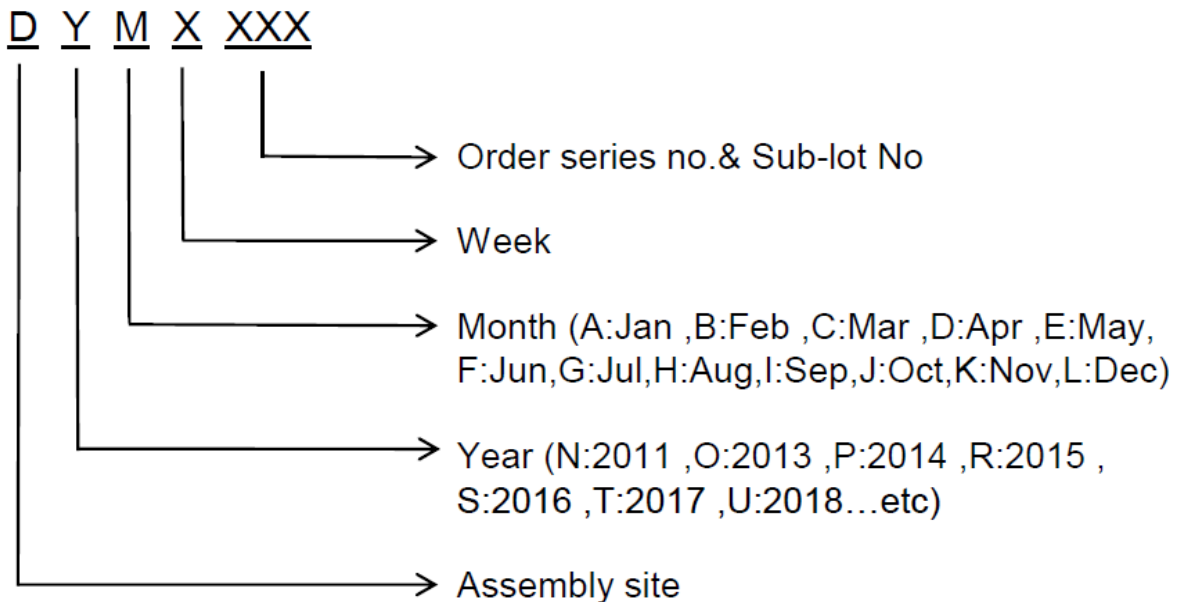 D Y M X XXX
Order series no.& Sub-lot No
Week
Month (A:Jan ,B:Feb ,C:Mar ,D:Apr ,E:May,
F:Jun,G:Jul,H:Aug,I:Sep,J:Oct,K:Nov,L:Dec)
Year (N:2011 ,O:2013 ,P:2014 ,R:2015 ,
S:2016 ,T:2017 ,U:2018…etc)
Assembly site